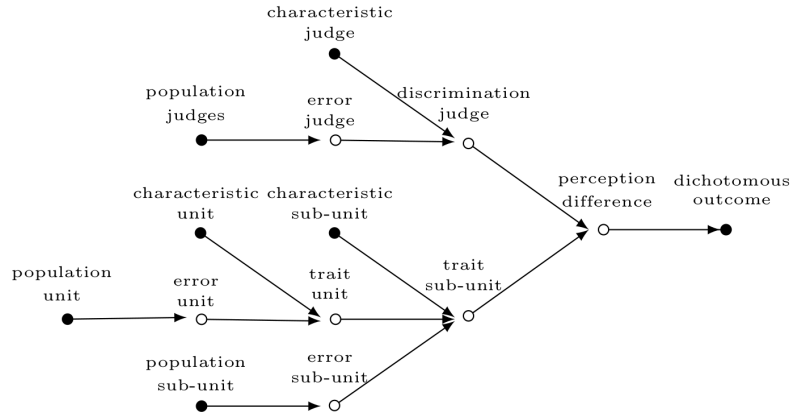 characteristic
judge
population
judges
error
judge
discrimination
judge
perception
difference
dichotomous
outcome
characteristic
unit
characteristic
sub-unit
population
unit
error
unit
trait
unit
trait
sub-unit
population
sub-unit
error
sub-unit